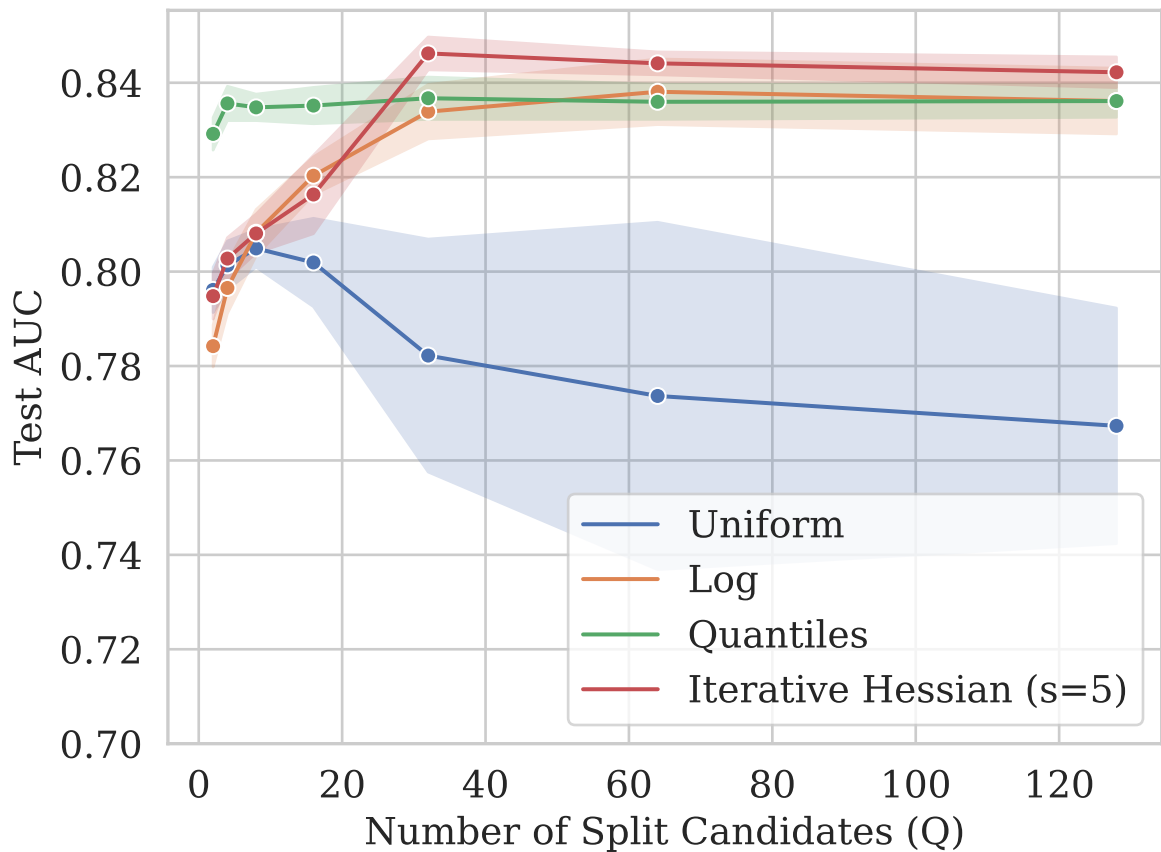 0.84
0.82
0.80
0.78
0.76
0.74
0.72
0.70
Test AUC
0 20 40 60 80 100 120
Number of Split Candidates (Q)
Uniform
Log
Quantiles
Iterative Hessian (s=5)